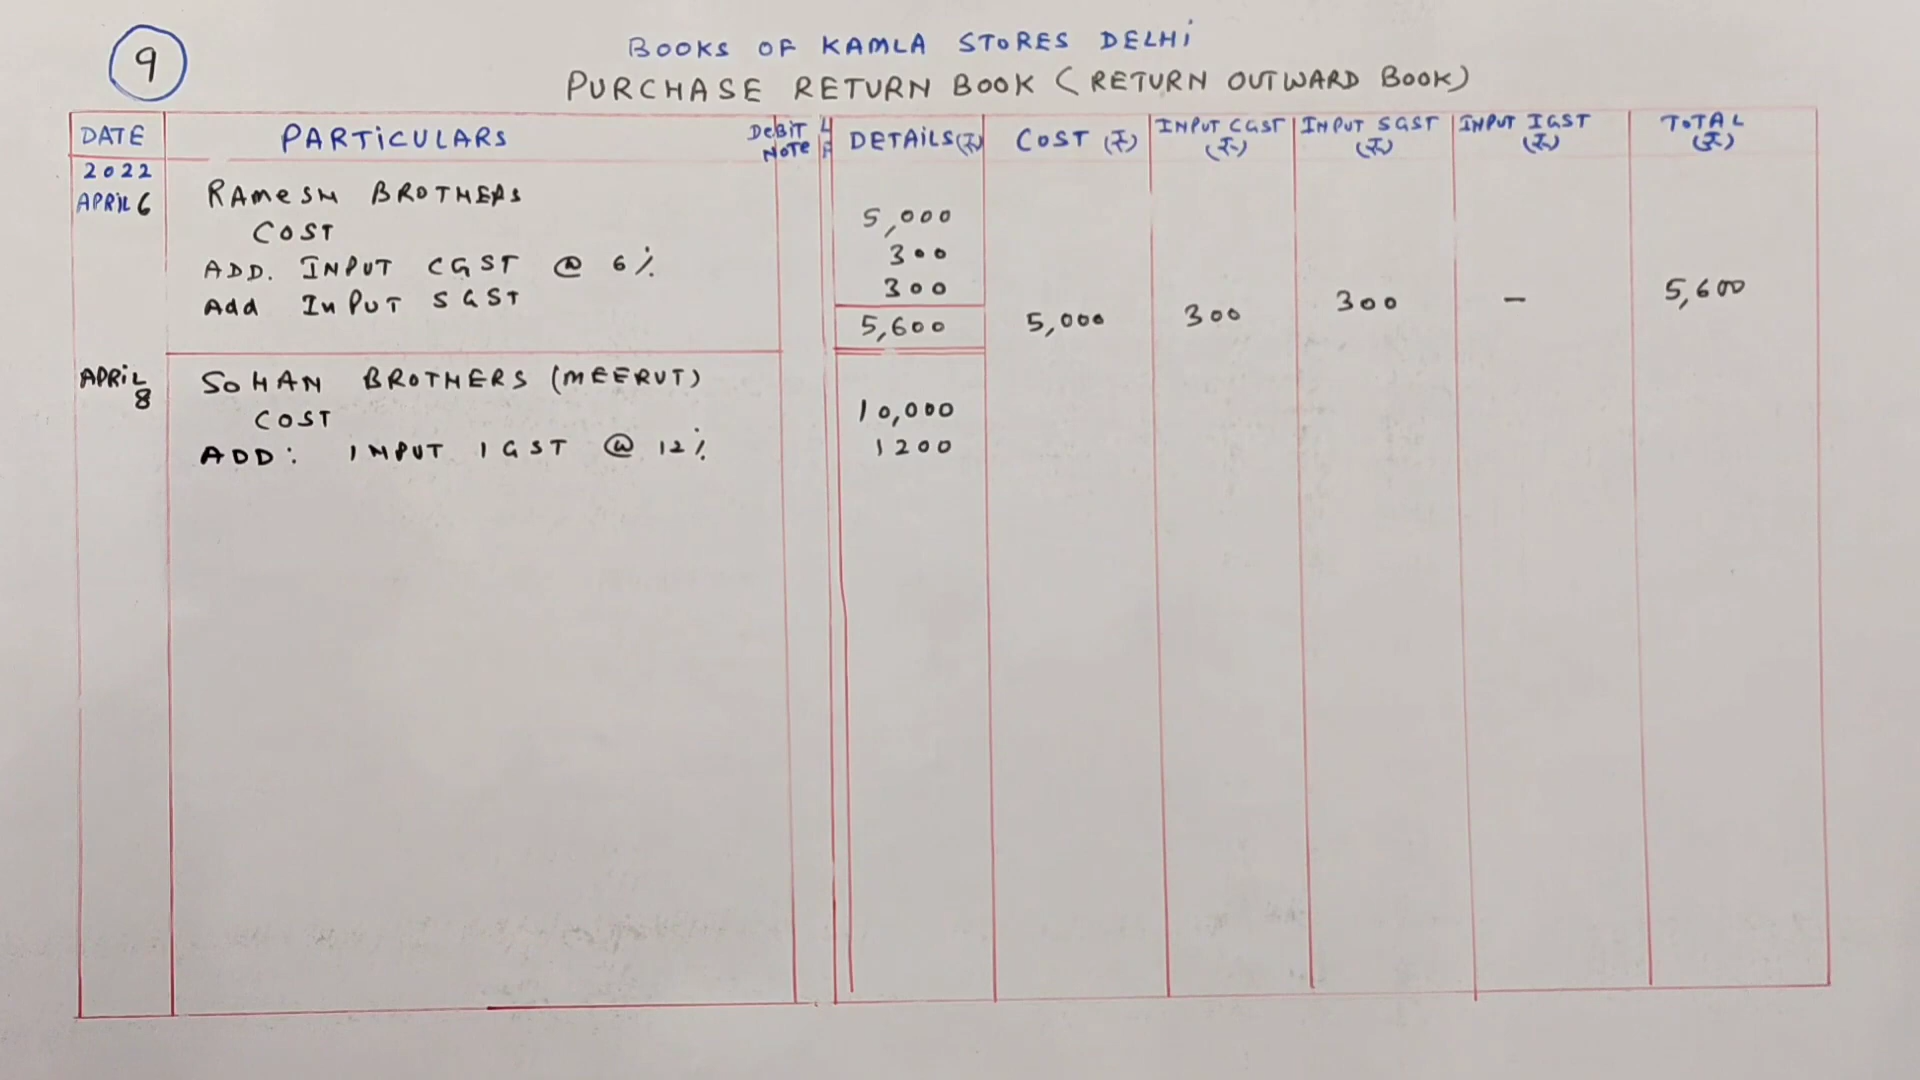 9
BOOKS OF KAMLA STORES DELHI
PURCHASE RETURN BOOK (RETURN OUTWARD BOOK)
DATE PARTICULARS DEBIT NOTE LF DETAILS(₹) COST (₹) INPUT CGST (₹) INPUT SGST (₹) INPUT IGST (₹) TOTAL (₹)
2022
APRIL 6 RAMESH BROTHERS
COST 5,000
ADD. INPUT CGST @ 6% 300
Add INPUT SGST 300
5,600 5,000 300 300 - 5,600
APRIL 8 SOHAN BROTHERS (MEERUT)
COST 10,000
ADD: INPUT IGST @ 12% 1200